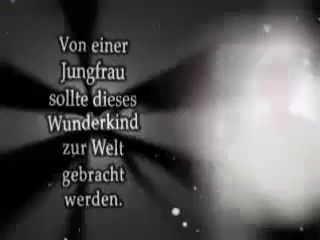 Von einer
Jungfrau
sollte dieses
Wunderkind
zur Welt
gebracht
werden.